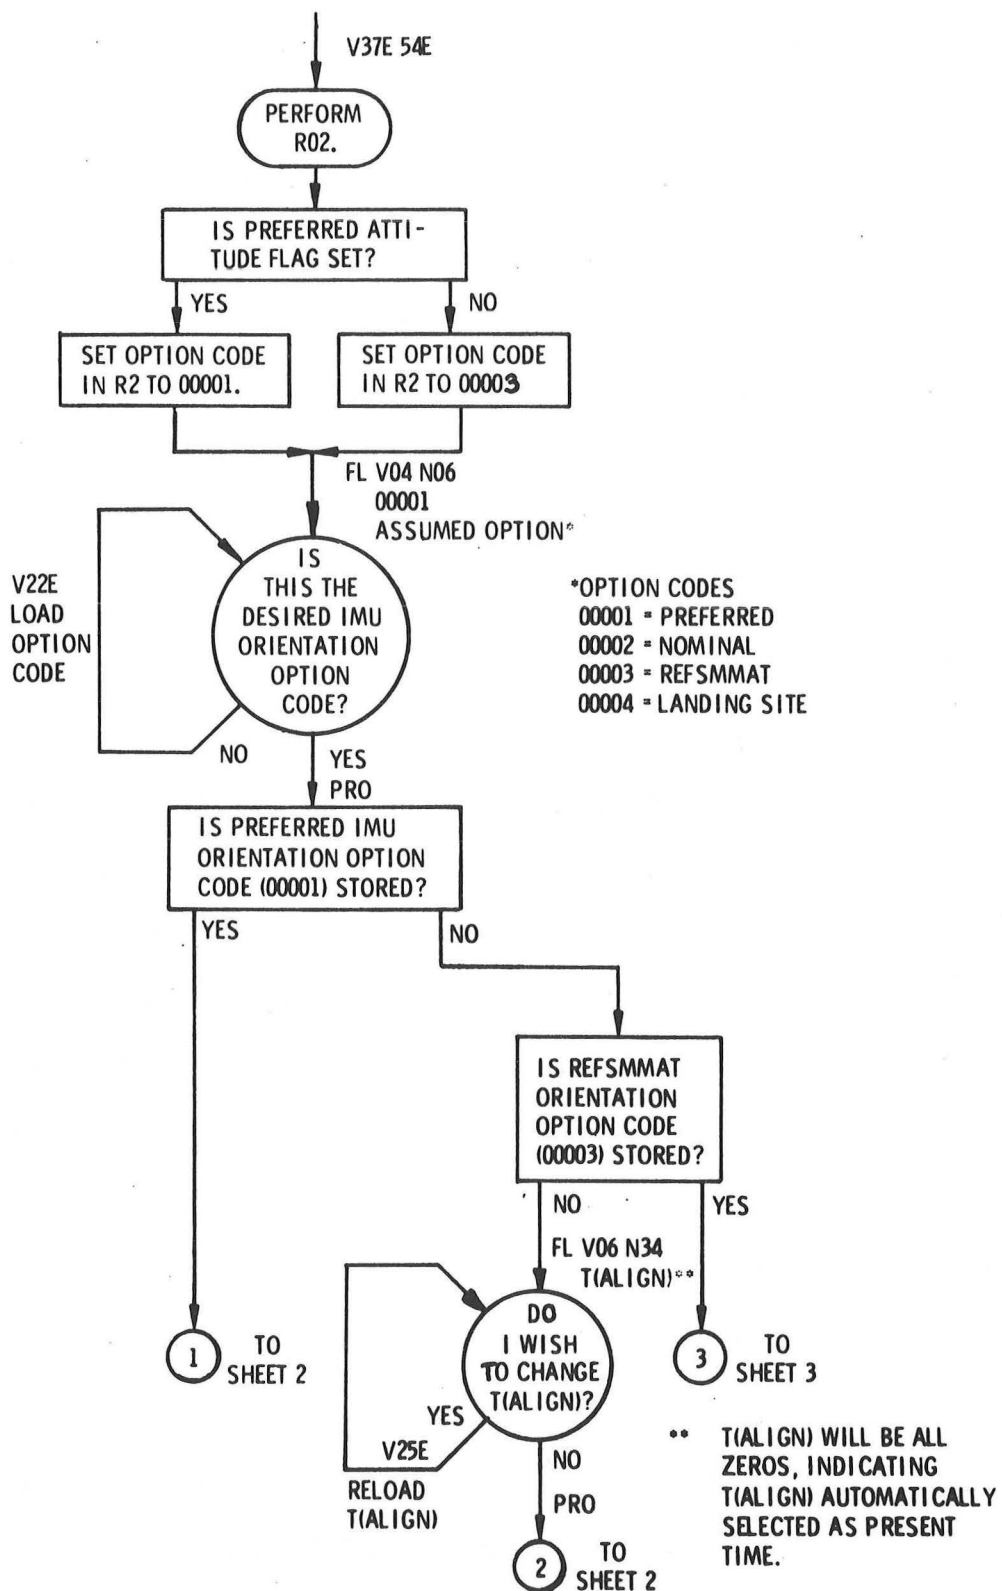 V37E 54E
PERFORM
R02.
IS PREFERRED ATTI-
TUDE FLAG SET?
YES
NO
SET OPTION CODE
IN R2 TO 00001.
SET OPTION CODE
IN R2 TO 00003
FL V04 N06
00001
ASSUMED OPTION*
IS
THIS THE
DESIRED IMU
ORIENTATION
OPTION
CODE?
V22E
LOAD
OPTION
CODE
*OPTION CODES
00001 = PREFERRED
00002 = NOMINAL
00003 = REFSMMAT
00004 = LANDING SITE
NO
YES
PRO
IS PREFERRED IMU
ORIENTATION OPTION
CODE (00001) STORED?
YES
NO
IS REFSMMAT
ORIENTATION
OPTION CODE
(00003) STORED?
NO
YES
FL V06 N34
T(ALIGN)**
1
TO
SHEET 2
DO
I WISH
TO CHANGE
T(ALIGN)?
3
TO
SHEET 3
YES
V25E
RELOAD
T(ALIGN)
NO
PRO
** T(ALIGN) WILL BE ALL
ZEROS, INDICATING
T(ALIGN) AUTOMATICALLY
SELECTED AS PRESENT
TIME.
2
TO
SHEET 2